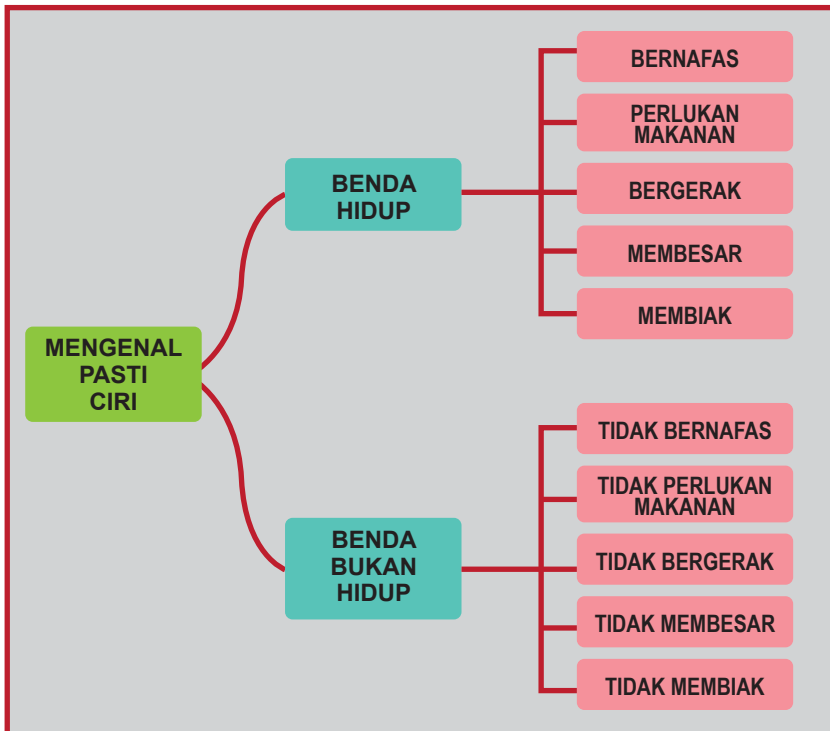 MENGENAL
PASTI
CIRI
BENDA
HIDUP
BERNAFAS
PERLUKAN
MAKANAN
BERGERAK
MEMBESAR
MEMBIAK
BENDA
BUKAN
HIDUP
TIDAK BERNAFAS
TIDAK PERLUKAN
MAKANAN
TIDAK BERGERAK
TIDAK MEMBESAR
TIDAK MEMBIAK